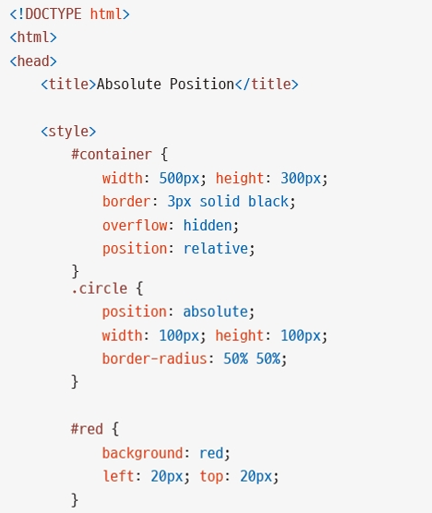 <!DOCTYPE html>
<html>
<head>
    <title>Absolute Position</title>

    <style>
        #container {
            width: 500px; height: 300px;
            border: 3px solid black;
            overflow: hidden;
            position: relative;
        }
        .circle {
            position: absolute;
            width: 100px; height: 100px;
            border-radius: 50% 50%;
        }

        #red {
            background: red;
            left: 20px; top: 20px;
        }